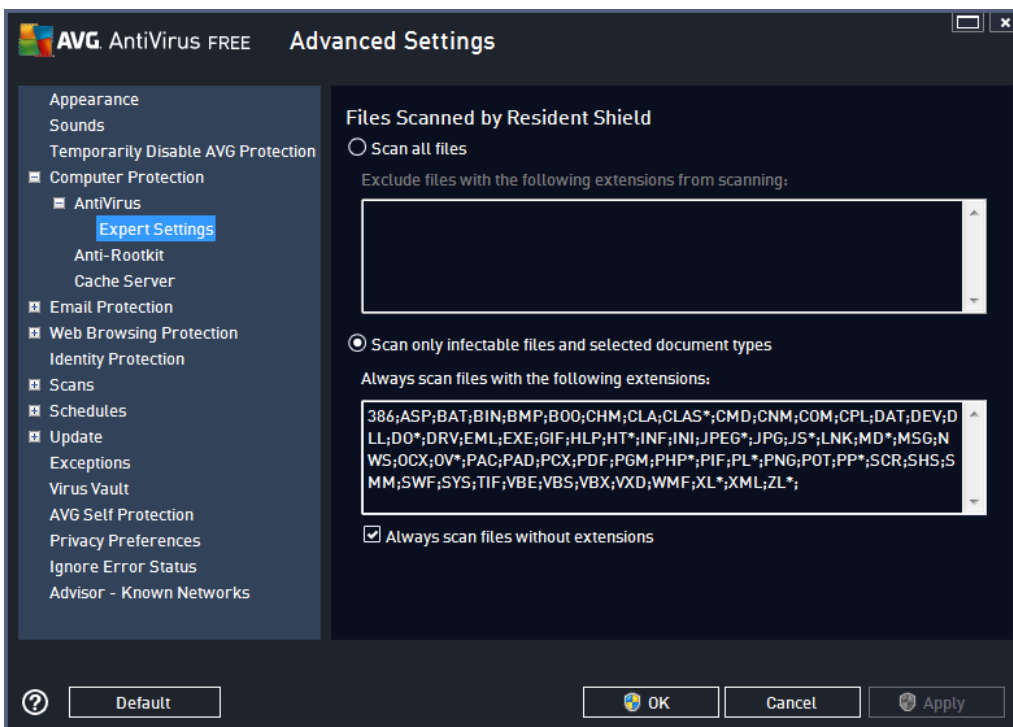 AVG. AntiVirus FREE Advanced Settings
Appearance
Sounds
Temporarily Disable AVG Protection
Computer Protection
AntiVirus
Expert Settings
Anti-Rootkit
Cache Server
Email Protection
Web Browsing Protection
Identity Protection
Scans
Schedules
Update
Exceptions
Virus Vault
AVG Self Protection
Privacy Preferences
Ignore Error Status
Advisor - Known Networks
Files Scanned by Resident Shield
Scan all files
Exclude files with the following extensions from scanning:
Scan only infectable files and selected document types
Always scan files with the following extensions:
386;ASP;BAT;BIN;BMP;BOO;CHM;CLA;CLAS*;CMD;CNM;COM;CPL;DAT;DEV;D
LL;DO*;DRV;EML;EXE;GIF;HLP;HT*;INF;INI;JPEG*;JPG;JS*;LNK;MD*;MSG;N
WS;OCX;OV*;PAC;PAD;PCX;PDF;PGM;PHP*;PIF;PL*;PNG;POT;PP*;SCR;SHS;S
MM;SWF;SYS;TIF;VBE;VBS;VBX;VXD;WMF;XL*;XML;ZL*;
Always scan files without extensions
Default
OK
Cancel
Apply